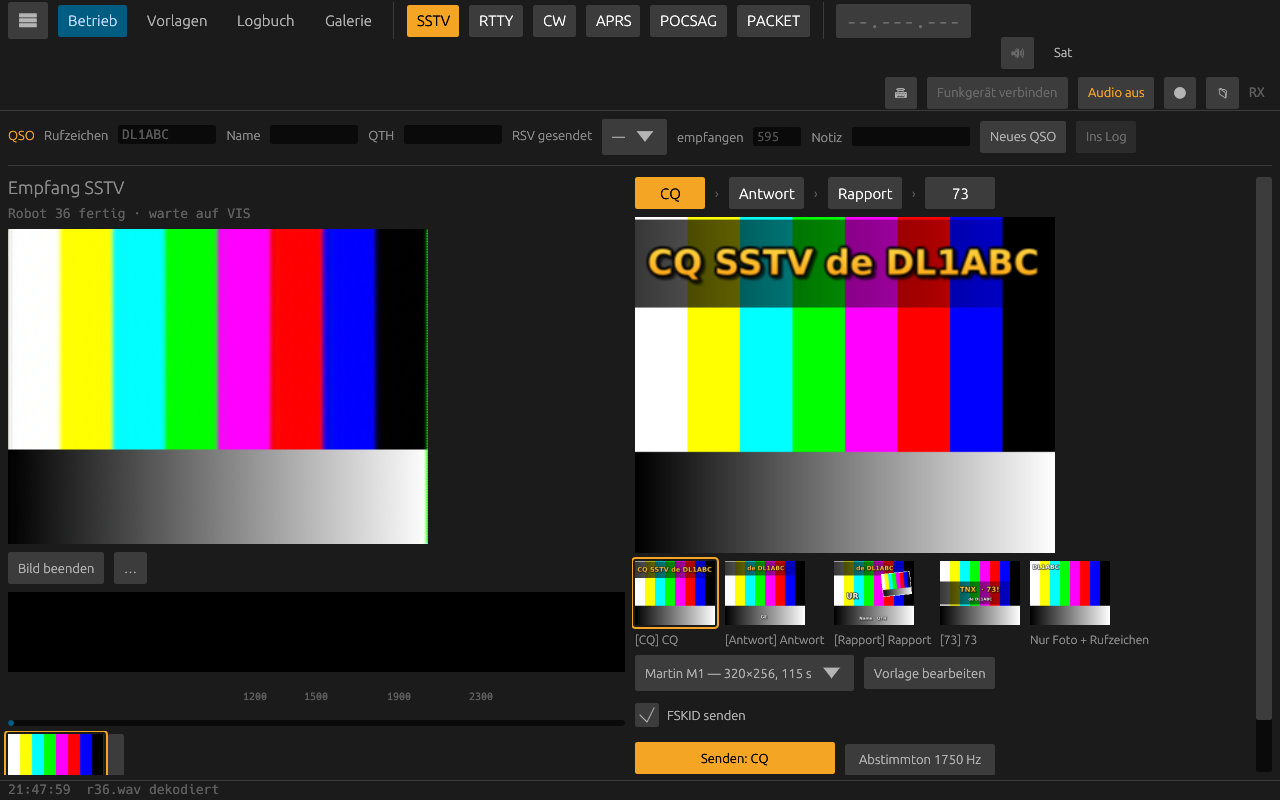 Betrieb Vorlagen Logbuch Galerie SSTV RTTY CW APRS POCSAG PACKET --.---.---
Sat
Funkgerät verbinden Audio aus RX
QSO Rufzeichen DL1ABC Name QTH RSV gesendet — empfangen 595 Notiz Neues QSO Ins Log
Empfang SSTV
Robot 36 fertig · warte auf VIS
Bild beenden ...
1200 1500 1900 2300
CQ › Antwort › Rapport › 73
CQ SSTV de DL1ABC
CQ SSTV de DL1ABC
de DL1ABC
GE
de DL1ABC
UR
Name QTH
TNX · 73!
de DL1ABC
DL1ABC
[CQ] CQ [Antwort] Antwort [Rapport] Rapport [73] 73 Nur Foto + Rufzeichen
Martin M1 — 320×256, 115 s Vorlage bearbeiten
FSKID senden
Senden: CQ Abstimmton 1750 Hz
21:47:59 r36.wav dekodiert